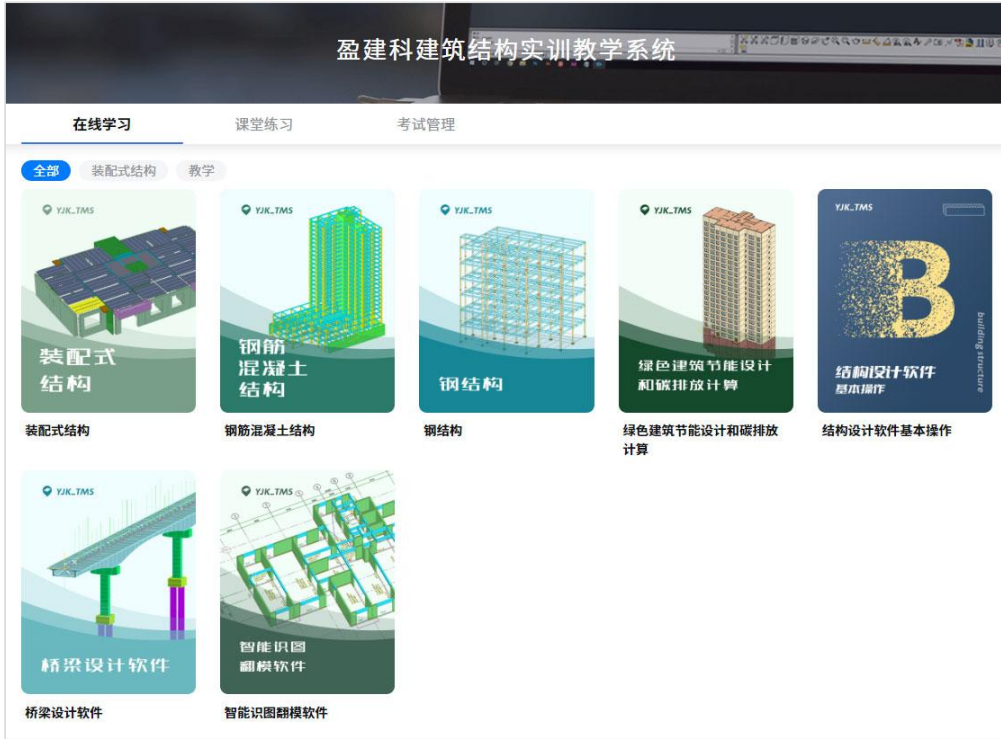 盈建科建筑结构实训教学系统
在线学习
课堂练习
考试管理
全部
装配式结构
教学
YJK_TMS
装配式
结构
装配式结构
YJK_TMS
钢筋
混凝土
结构
钢筋混凝土结构
YJK_TMS
钢结构
钢结构
YJK_TMS
绿色建筑节能设计
和碳排放计算
绿色建筑节能设计和碳排放
计算
YJK_TMS
B
building structure
结构设计软件
基本操作
结构设计软件基本操作
YJK_TMS
桥梁设计软件
桥梁设计软件
YJK_TMS
智能识图
翻模软件
智能识图翻模软件